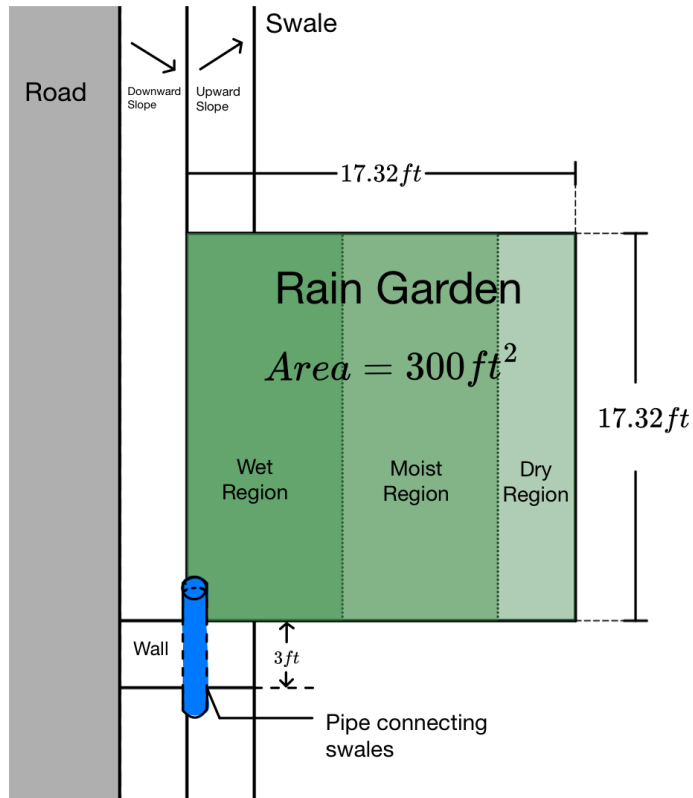 Swale
Road
Downward
Slope
Upward
Slope
17.32ft
Rain Garden
Area = 300ft²
17.32ft
Wet
Region
Moist
Region
Dry
Region
Wall
3ft
Pipe connecting
swales